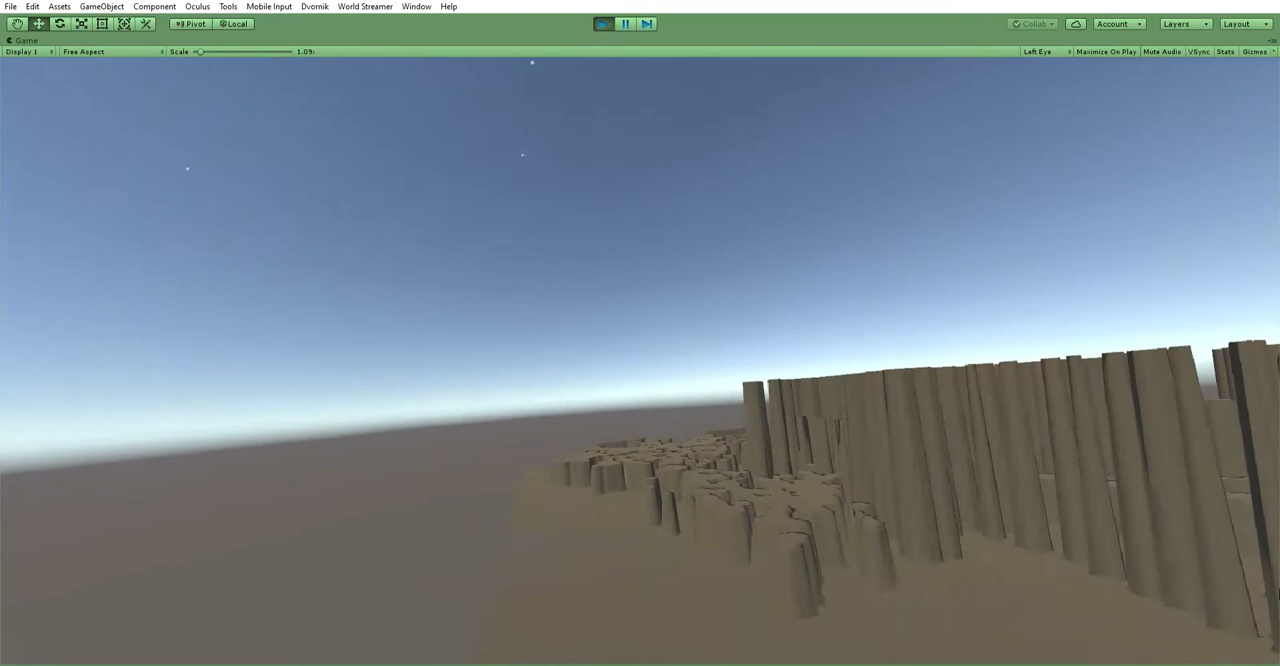 File Edit Assets GameObject Component Oculus Tools Mobile Input Dvornik World Streamer Window Help
Pivot Local Collab Account Layers Layout
Game
Display 1 Free Aspect Scale 1.09x Left Eye Maximize On Play Mute Audio VSync Stats Gizmos